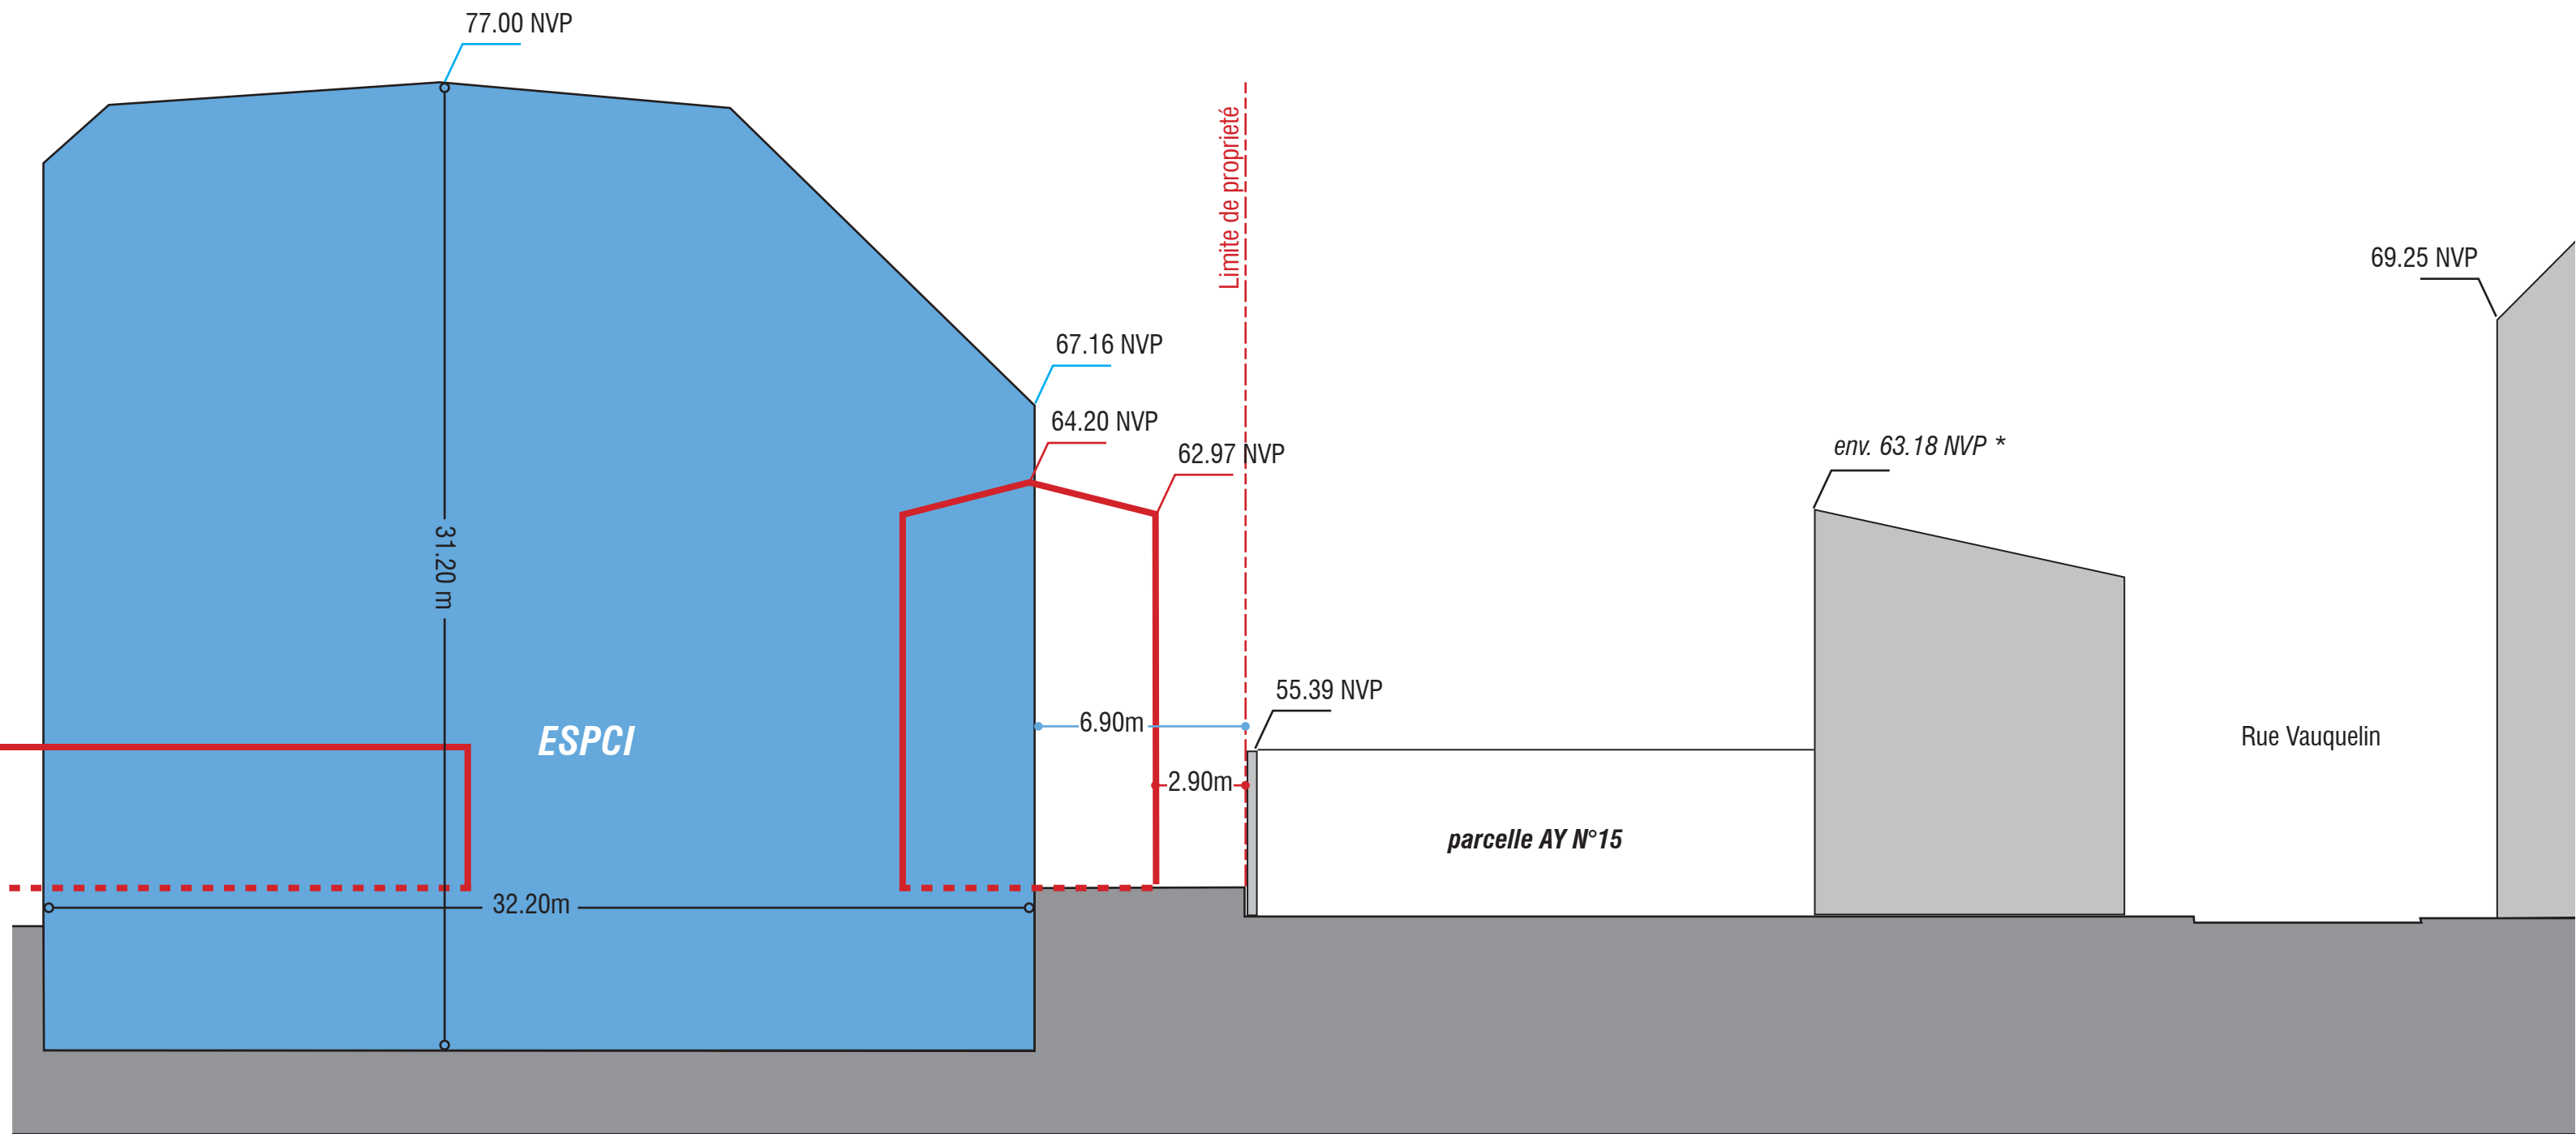 77.00 NVP
Limite de proprieté
69.25 NVP
67.16 NVP
64.20 NVP
62.97 NVP
env. 63.18 NVP *
31.20 m
55.39 NVP
6.90m
ESPCI
Rue Vauquelin
2.90m
parcelle AY N°15
32.20m